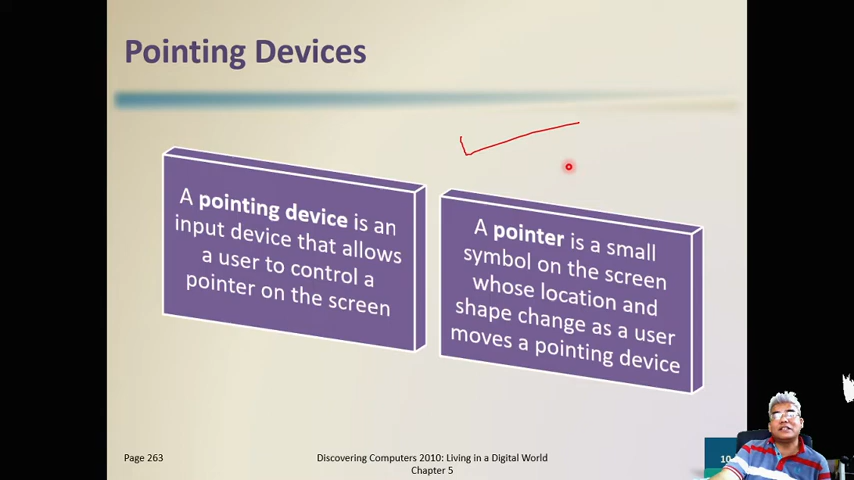 Pointing Devices
A pointing device is an
input device that allows
a user to control a
pointer on the screen
A pointer is a small
symbol on the screen
whose location and
shape change as a user
moves a pointing device
Page 263
Discovering Computers 2010: Living in a Digital World
Chapter 5
10